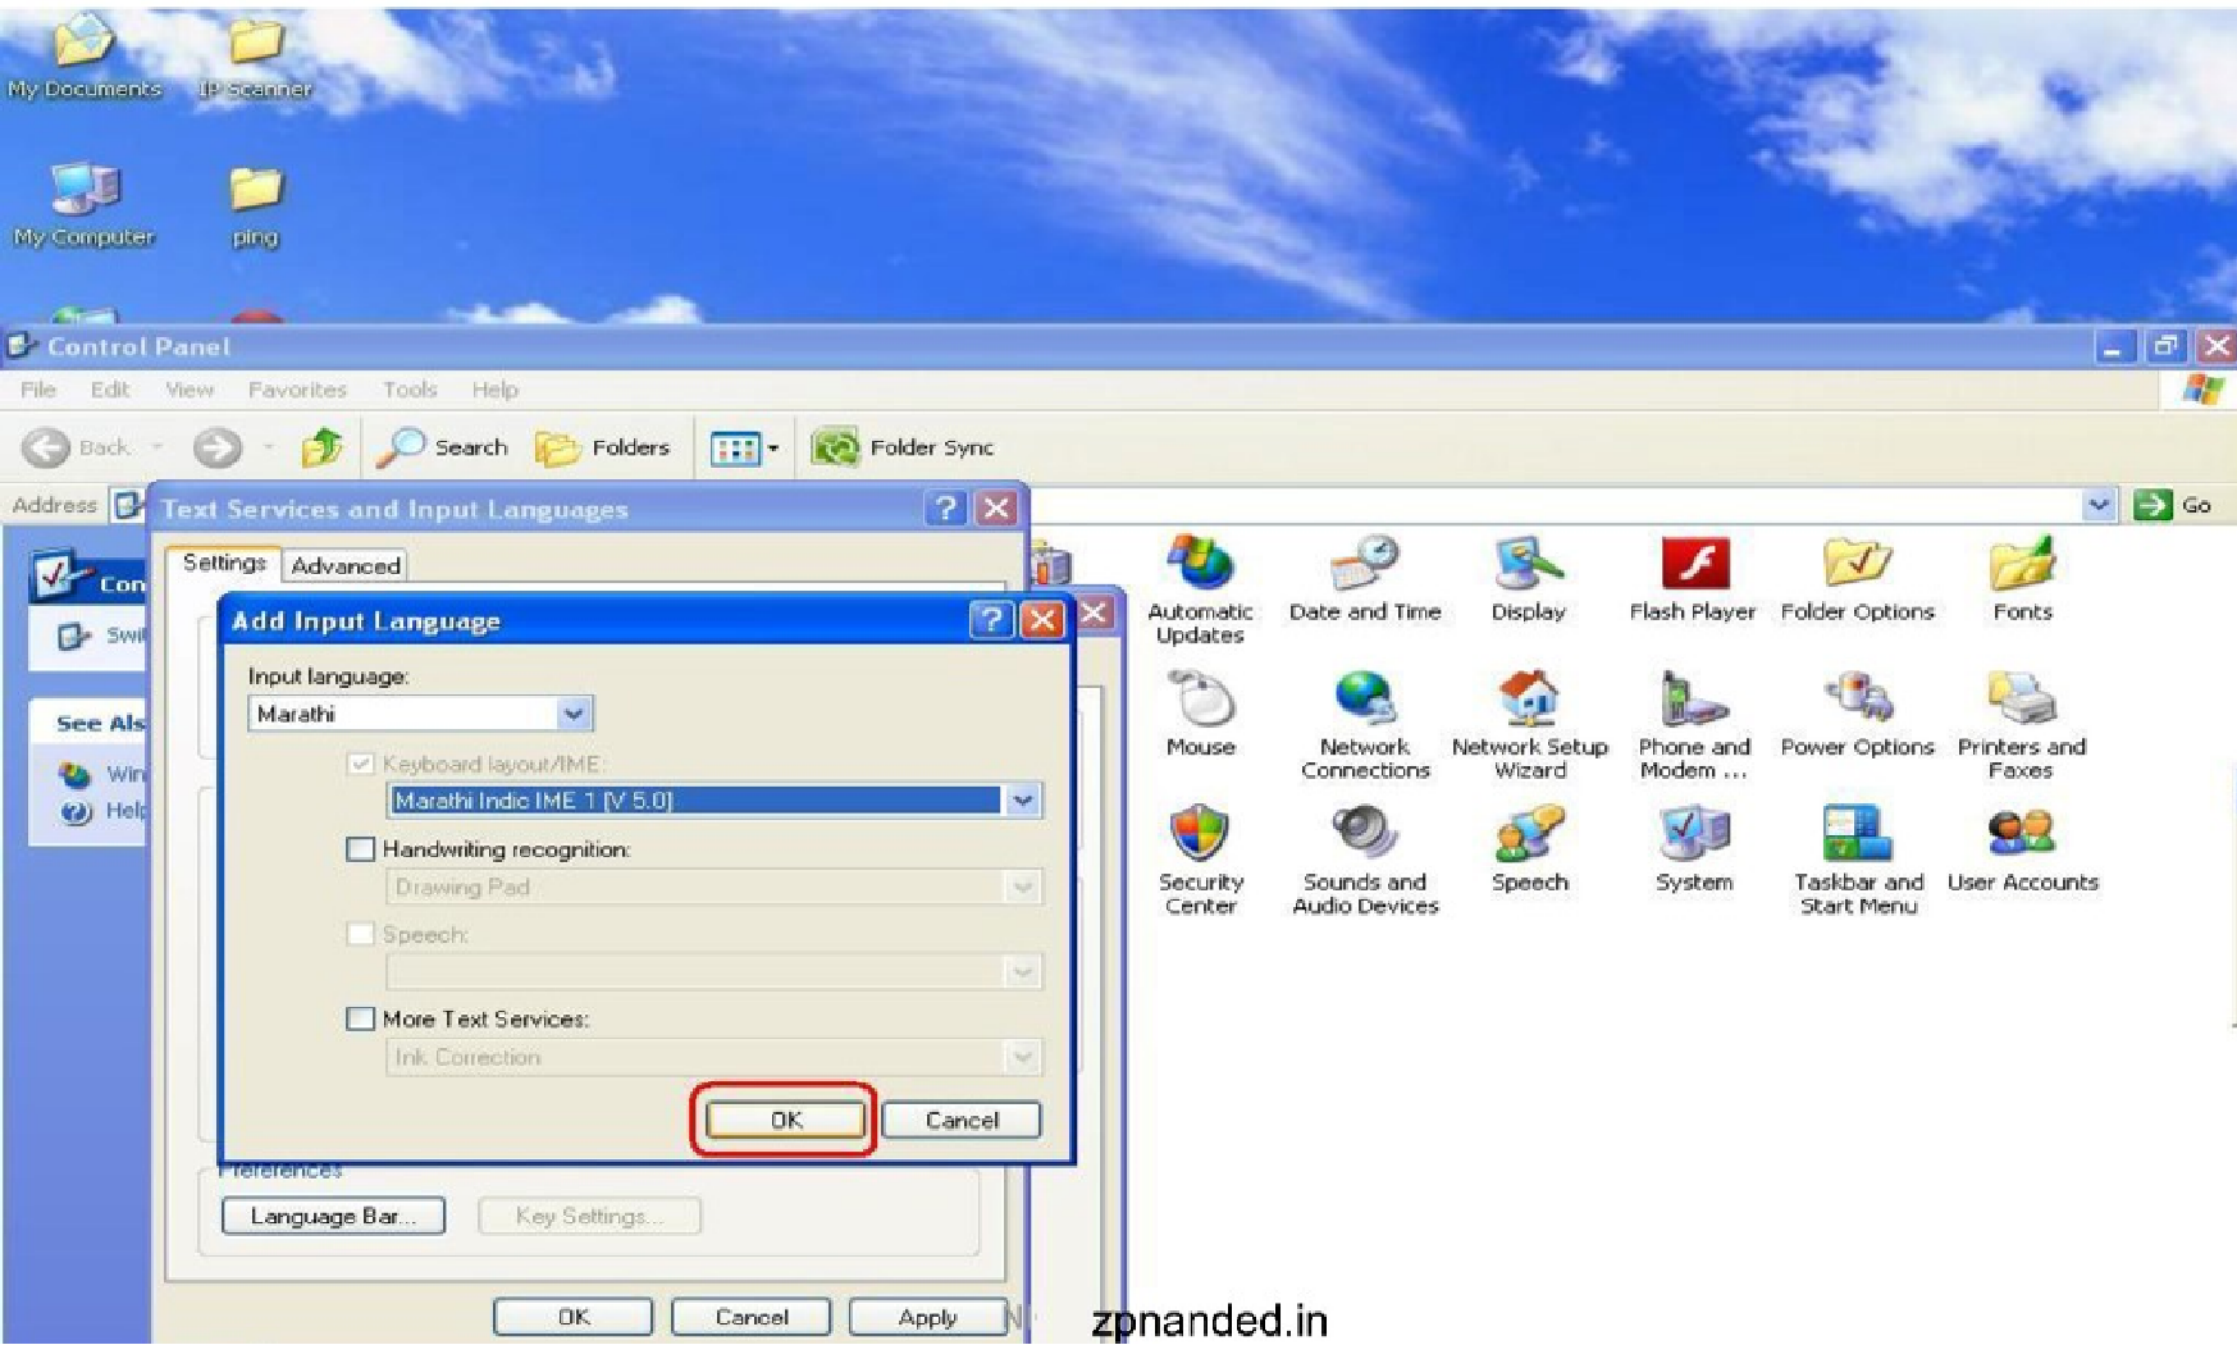 My Documents
IP Scanner
My Computer
ping
Control Panel
File Edit View Favorites Tools Help
Back
Search
Folders
Folder Sync
Address
Go
Text Services and Input Languages
Settings
Advanced
Add Input Language
Input language:
Marathi
Keyboard layout/IME:
Marathi Indic IME 1 [V 5.0]
Handwriting recognition:
Drawing Pad
Speech:
More Text Services:
Ink Correction
OK
Cancel
Preferences
Language Bar...
Key Settings...
OK
Cancel
Apply
Con
Swit
See Als
Win
Help
Automatic
Updates
Date and Time
Display
Flash Player
Folder Options
Fonts
Mouse
Network
Connections
Network Setup
Wizard
Phone and
Modem ...
Power Options
Printers and
Faxes
Security
Center
Sounds and
Audio Devices
Speech
System
Taskbar and
Start Menu
User Accounts
zpnanded.in